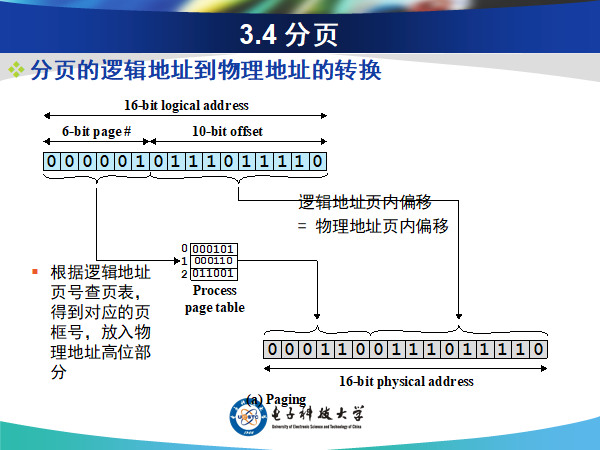 3.4 分页
分页的逻辑地址到物理地址的转换
16-bit logical address
6-bit page # 10-bit offset
0 0 0 0 0 1 0 1 1 1 0 1 1 1 1 0
逻辑地址页内偏移
= 物理地址页内偏移
0 000101
1 000110
2 011001
Process
page table
根据逻辑地址
页号查页表，
得到对应的页
框号，放入物
理地址高位部
分
0 0 0 1 1 0 0 1 1 1 0 1 1 1 1 0
16-bit physical address
(a) Paging
电子科技大学
University of Electronic Science and Technology of China